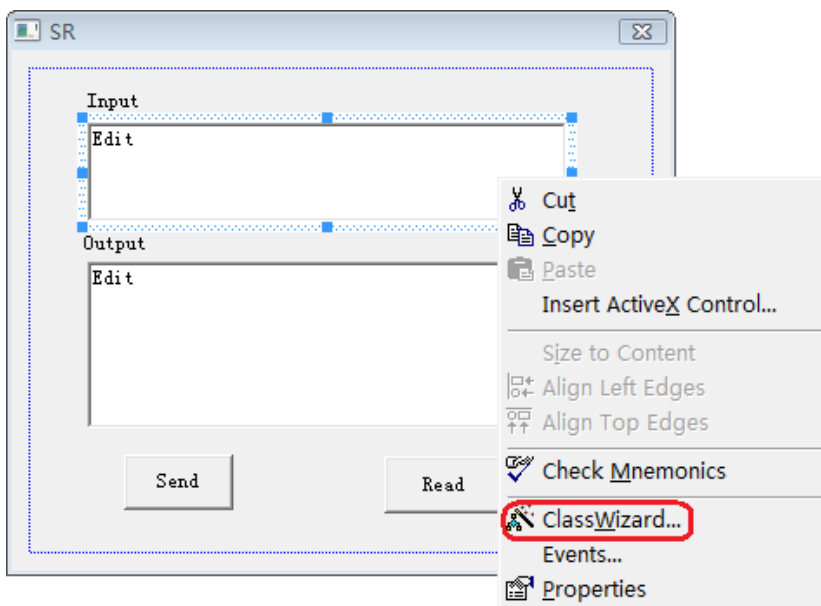 SR
Input
Edit
Output
Edit
Send
Read
Cut
Copy
Paste
Insert ActiveX Control...
Size to Content
Align Left Edges
Align Top Edges
Check Mnemonics
ClassWizard...
Events...
Properties